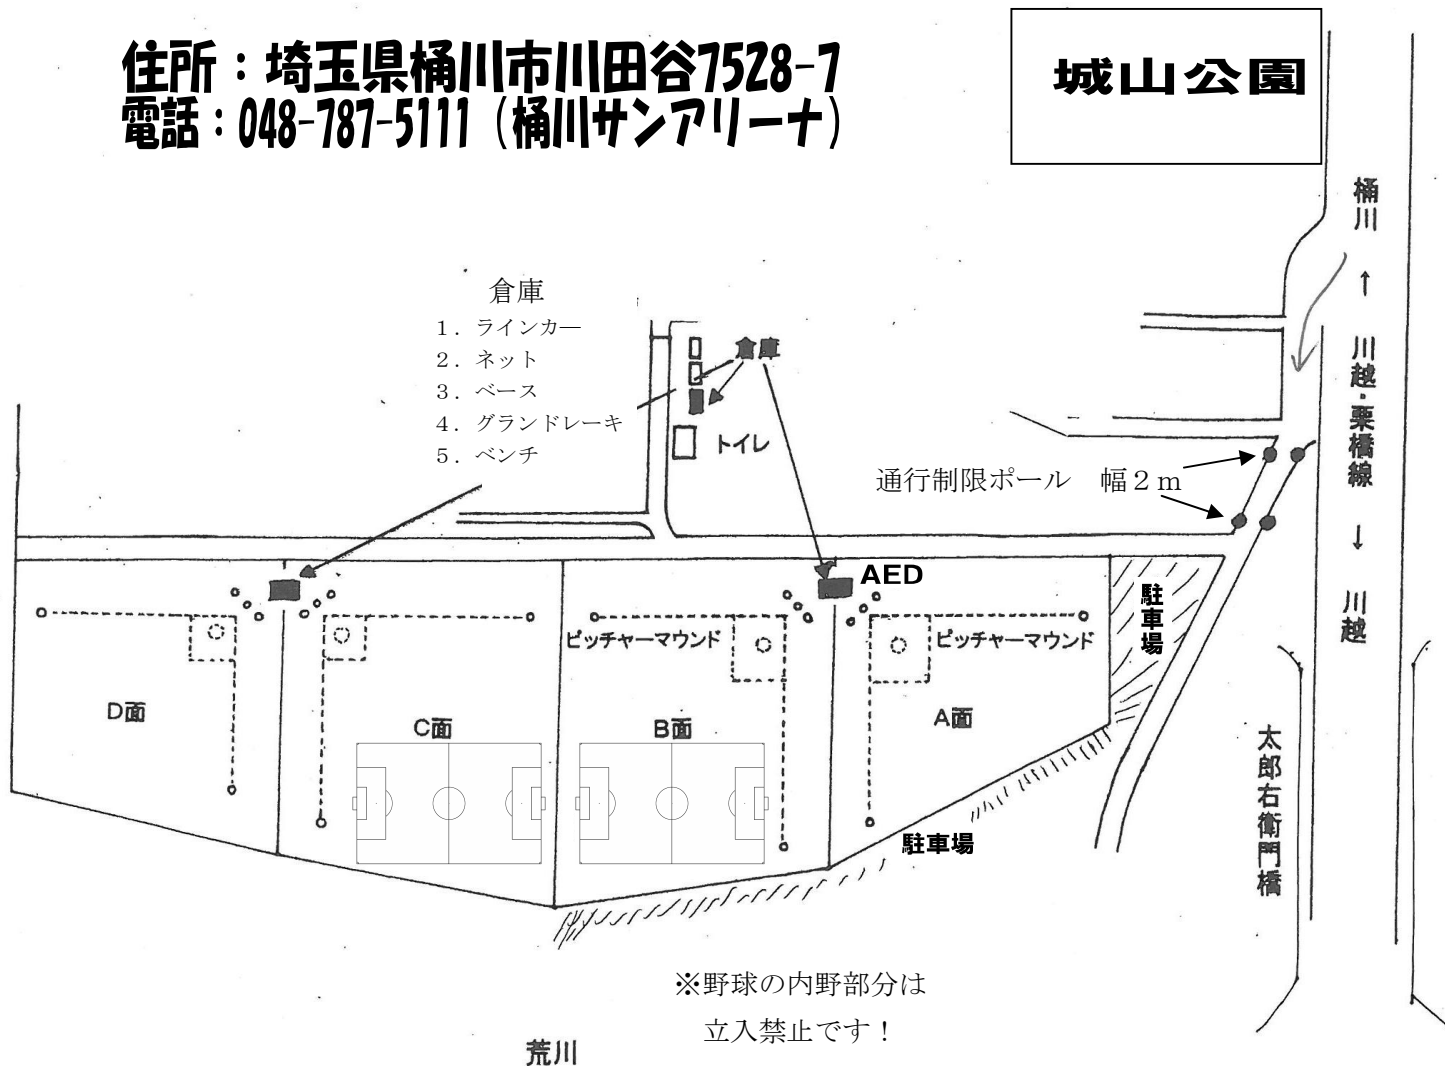 住所：埼玉県桶川市川田谷7528-7
電話：048-787-5111（桶川サンアリーナ）
城山公園
桶川 ↑ 川越・栗橋線 ↓ 川越
倉庫
1．ラインカー
2．ネット
3．ベース
4．グランドレーキ
5．ベンチ
倉庫
トイレ
通行制限ポール　幅２ｍ
AED
駐車場
ピッチャーマウンド
ピッチャーマウンド
D面
C面
B面
A面
太郎右衛門橋
駐車場
※野球の内野部分は
立入禁止です！
荒川